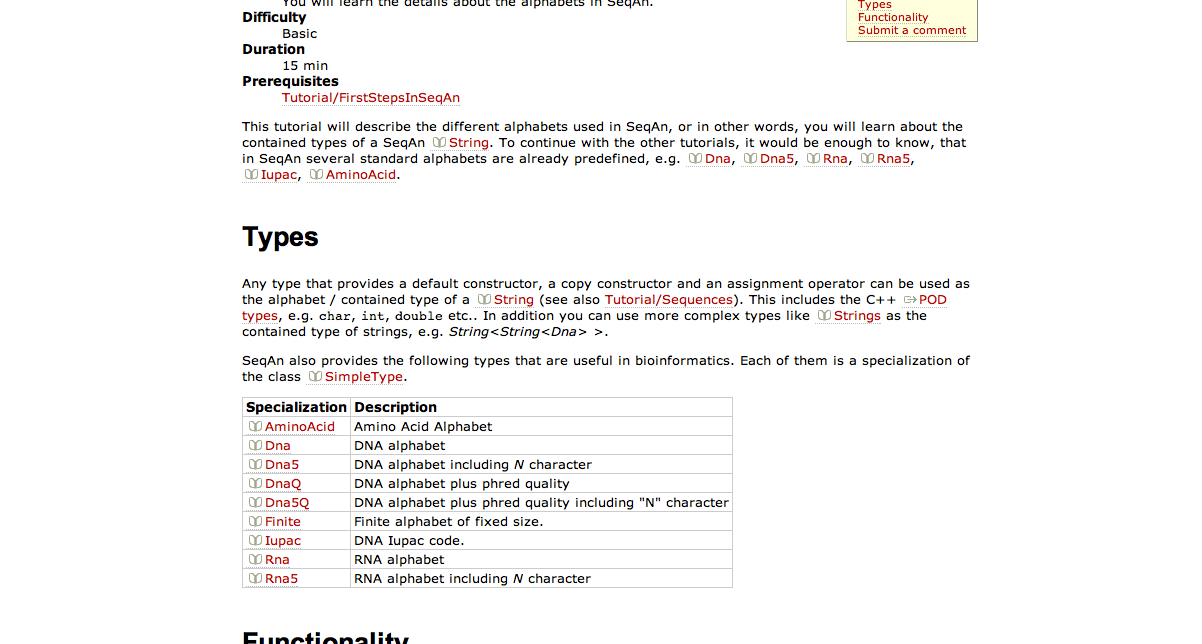 You will learn the details about the alphabets in SeqAn.
Types
Difficulty
Functionality
Basic
Submit a comment
Duration
15 min
Prerequisites
Tutorial/FirstStepsInSeqAn
This tutorial will describe the different alphabets used in SeqAn, or in other words, you will learn about the
contained types of a SeqAn String. To continue with the other tutorials, it would be enough to know, that
in SeqAn several standard alphabets are already predefined, e.g. Dna, Dna5, Rna, Rna5,
Iupac, AminoAcid.
Types
Any type that provides a default constructor, a copy constructor and an assignment operator can be used as
the alphabet / contained type of a String (see also Tutorial/Sequences). This includes the C++ POD
types, e.g. char, int, double etc.. In addition you can use more complex types like Strings as the
contained type of strings, e.g. String<String<Dna> >.
SeqAn also provides the following types that are useful in bioinformatics. Each of them is a specialization of
the class SimpleType.
Specialization Description
AminoAcid Amino Acid Alphabet
Dna DNA alphabet
Dna5 DNA alphabet including N character
DnaQ DNA alphabet plus phred quality
Dna5Q DNA alphabet plus phred quality including "N" character
Finite Finite alphabet of fixed size.
Iupac DNA Iupac code.
Rna RNA alphabet
Rna5 RNA alphabet including N character
Functionality